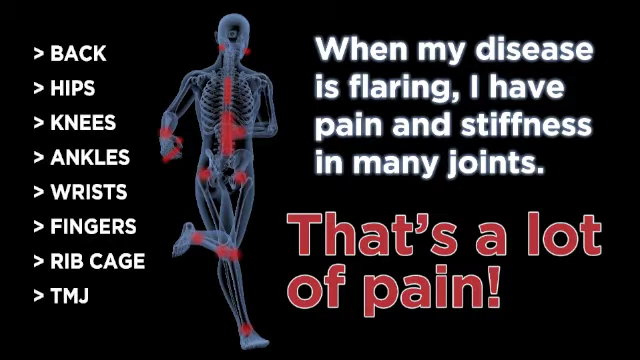 > BACK
> HIPS
> KNEES
> ANKLES
> WRISTS
> FINGERS
> RIB CAGE
> TMJ
When my disease
is flaring, I have
pain and stiffness
in many joints.
That's a lot
of pain!